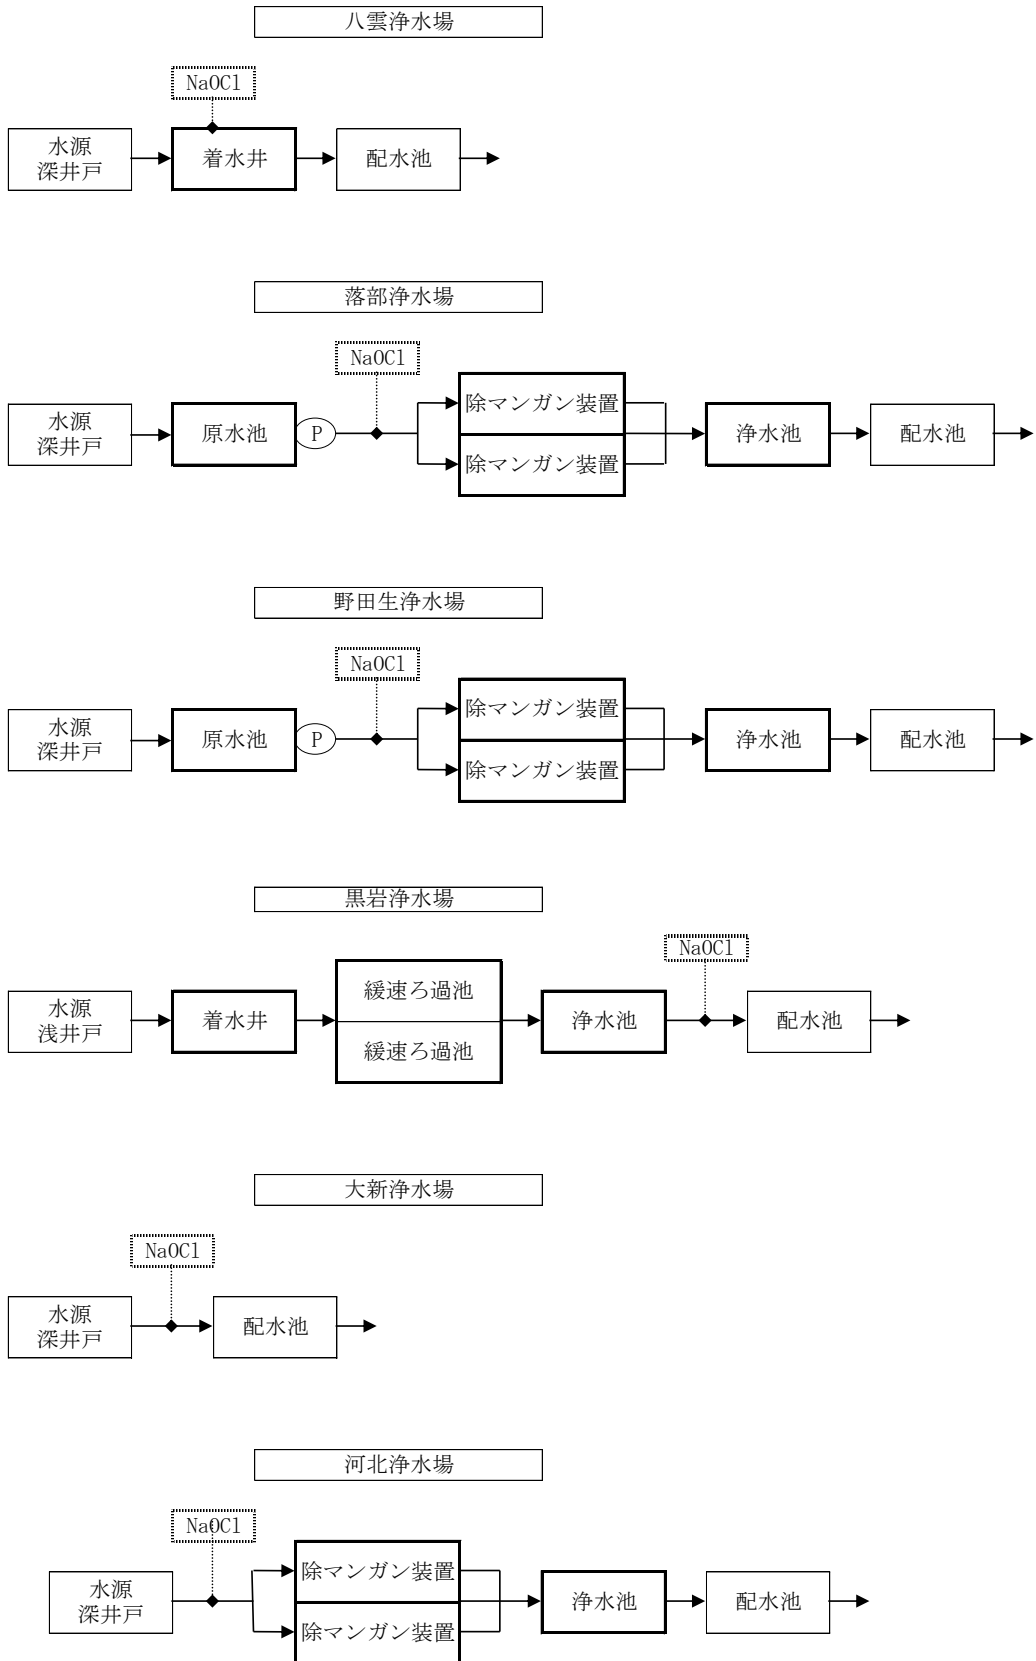 八雲浄水場
NaOCl
水源
深井戸
着水井
配水池
落部浄水場
NaOCl
水源
深井戸
原水池
P
除マンガン装置
除マンガン装置
浄水池
配水池
野田生浄水場
NaOCl
水源
深井戸
原水池
P
除マンガン装置
除マンガン装置
浄水池
配水池
黒岩浄水場
NaOCl
水源
浅井戸
着水井
緩速ろ過池
緩速ろ過池
浄水池
配水池
大新浄水場
NaOCl
水源
深井戸
配水池
河北浄水場
NaOCl
水源
深井戸
除マンガン装置
除マンガン装置
浄水池
配水池